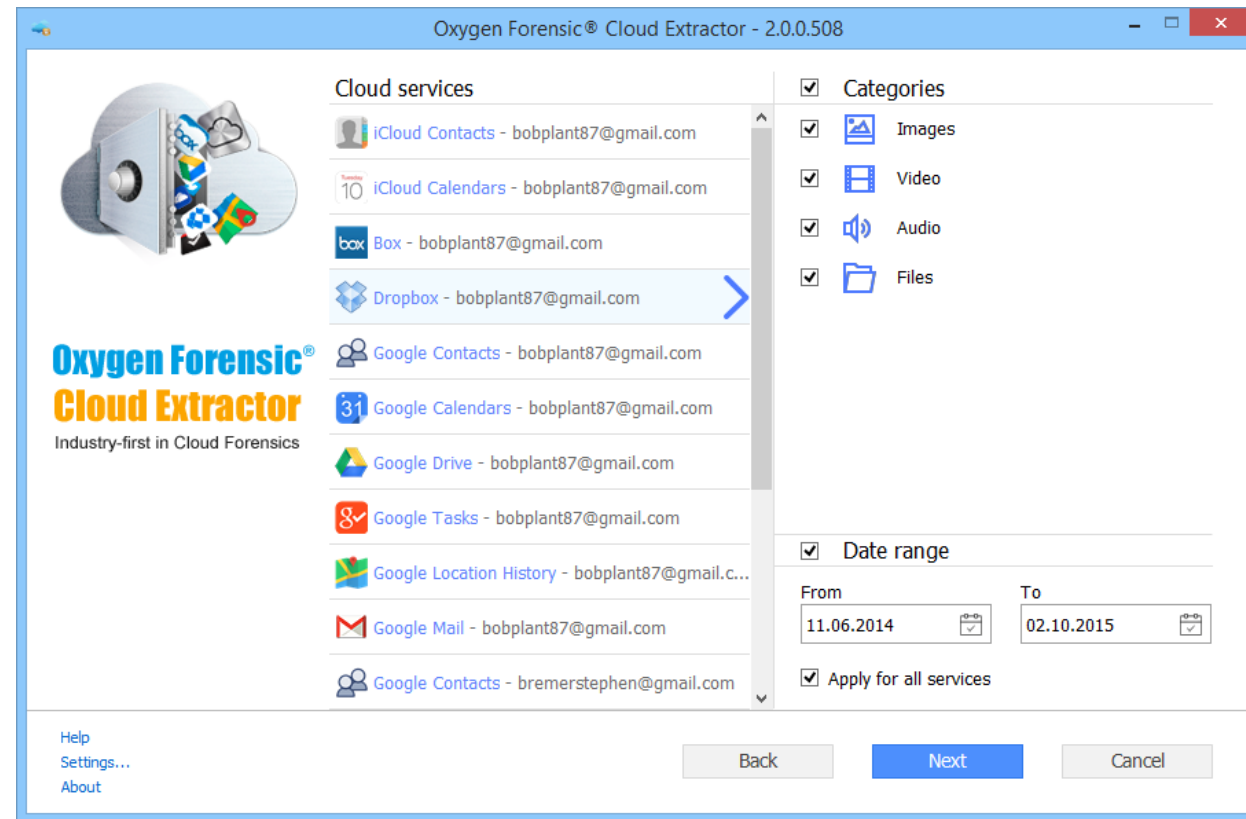 Oxygen Forensic® Cloud Extractor - 2.0.0.508
Oxygen Forensic®
Cloud Extractor
Industry-first in Cloud Forensics
Cloud services
iCloud Contacts - bobplant87@gmail.com
Tuesday
10
iCloud Calendars - bobplant87@gmail.com
box
Box - bobplant87@gmail.com
Dropbox - bobplant87@gmail.com
Google Contacts - bobplant87@gmail.com
31
Google Calendars - bobplant87@gmail.com
Google Drive - bobplant87@gmail.com
8
Google Tasks - bobplant87@gmail.com
Google Location History - bobplant87@gmail.c...
Google Mail - bobplant87@gmail.com
Google Contacts - bremerstephen@gmail.com
Categories
Images
Video
Audio
Files
Date range
From To
11.06.2014 02.10.2015
Apply for all services
Help
Settings...
About
Back Next Cancel